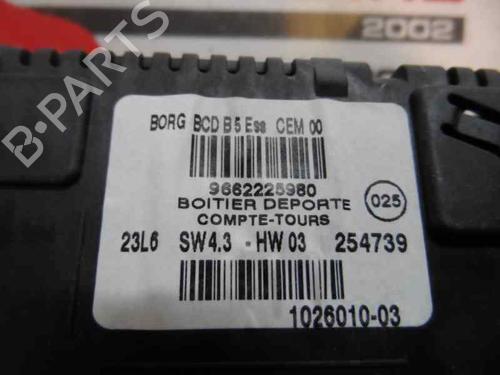 2002
B-PARTS
BORG BCD B5 Ess CEM 00
9662225980
BOITIER DEPORTE
COMPTE-TOURS
025
23L6 SW4.3 - HW 03 254739
1026010-03